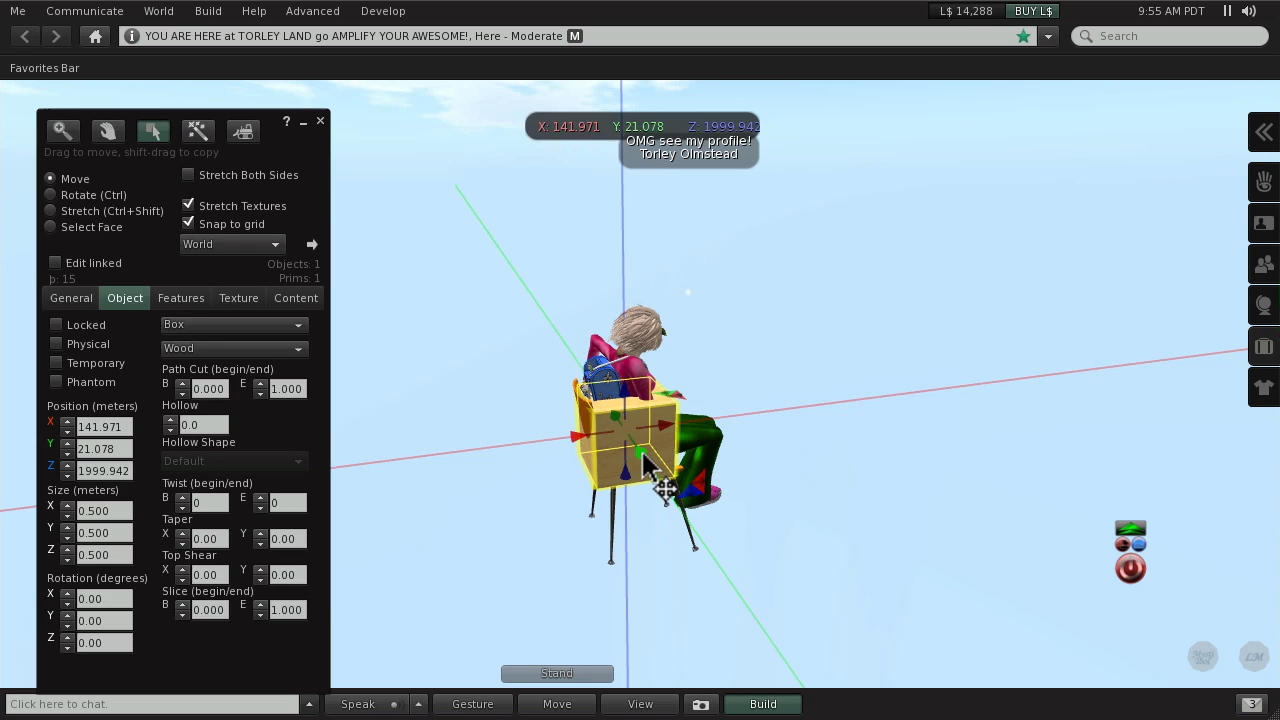 Me Communicate World Build Help Advanced Develop L$ 14,288 BUY L$ 9:55 AM PDT
YOU ARE HERE at TORLEY LAND go AMPLIFY YOUR AWESOME!, Here - Moderate M Search
Favorites Bar
X: 141.971 Y: 21.078 Z: 1999.942
OMG see my profile!
Torley Olmstead
? _ ×
Drag to move, shift-drag to copy
Move Stretch Both Sides
Rotate (Ctrl)
Stretch (Ctrl+Shift) Stretch Textures
Select Face Snap to grid
World
Edit linked Objects: 1
þ: 15 Prims: 1
General Object Features Texture Content
Locked Box
Physical Wood
Temporary Path Cut (begin/end)
Phantom B 0.000 E 1.000
Position (meters) Hollow
X 141.971 0.0
Y 21.078 Hollow Shape
Z 1999.942 Default
Size (meters) Twist (begin/end)
X 0.500 B 0 E 0
Y 0.500 Taper
Z 0.500 X 0.00 Y 0.00
Rotation (degrees) Top Shear
X 0.00 X 0.00 Y 0.00
Y 0.00 Slice (begin/end)
Z 0.00 B 0.000 E 1.000
Stand
LM
Click here to chat. Speak Gesture Move View Build 3